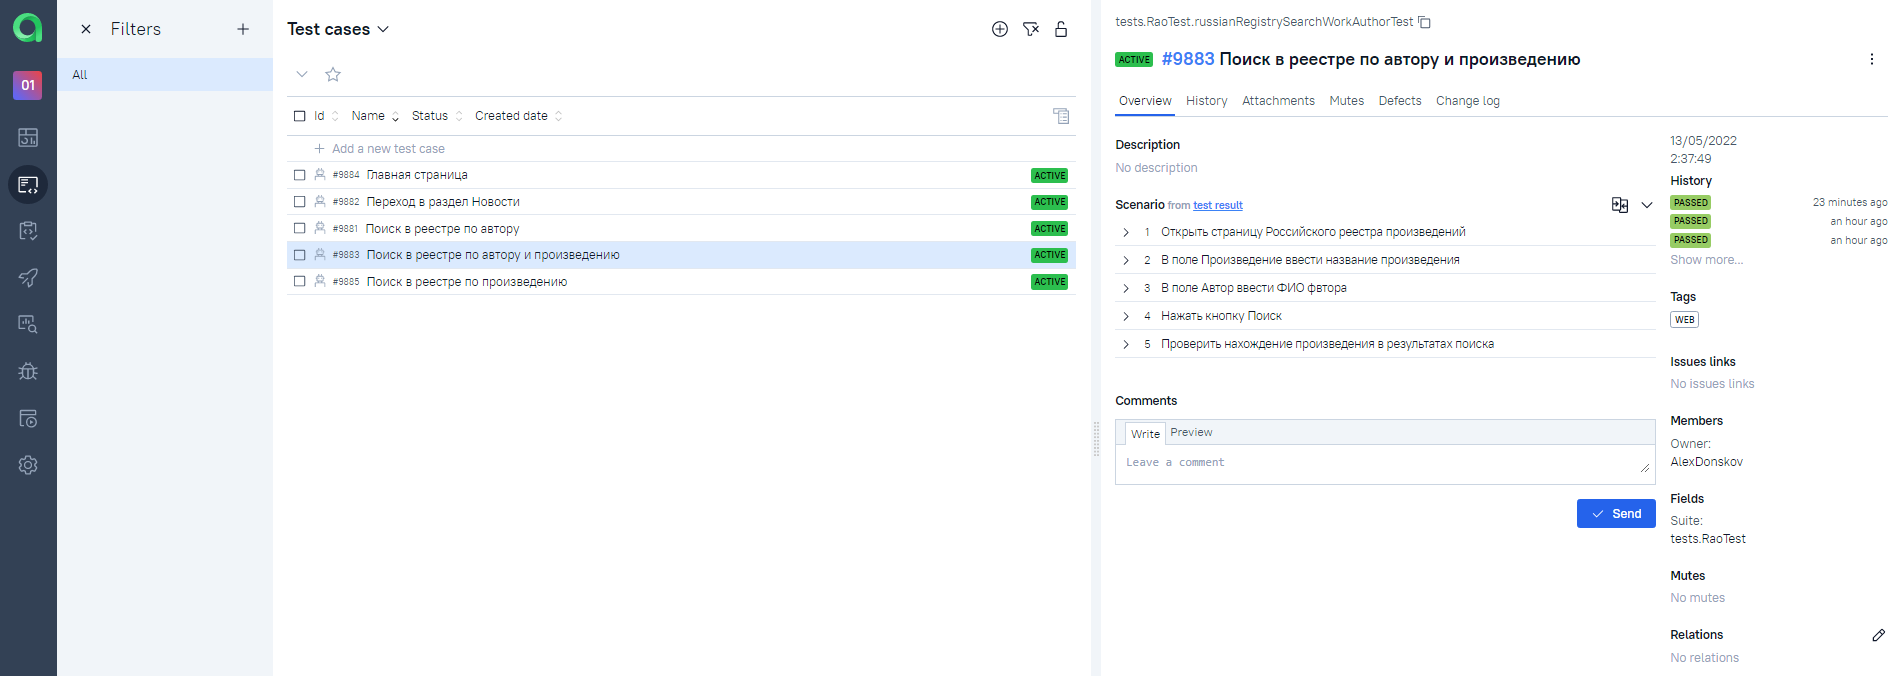 01
Filters
All
Test cases
Id Name Status Created date
Add a new test case
#9884 Главная страница ACTIVE
#9882 Переход в раздел Новости ACTIVE
#9881 Поиск в реестре по автору ACTIVE
#9883 Поиск в реестре по автору и произведению ACTIVE
#9885 Поиск в реестре по произведению ACTIVE
tests.RaoTest.russianRegistrySearchWorkAuthorTest
ACTIVE #9883 Поиск в реестре по автору и произведению
Overview History Attachments Mutes Defects Change log
Description
No description
Scenario from test result
1 Открыть страницу Российского реестра произведений
2 В поле Произведение ввести название произведения
3 В поле Автор ввести ФИО фвтора
4 Нажать кнопку Поиск
5 Проверить нахождение произведения в результатах поиска
Comments
Write Preview
Leave a comment
Send
13/05/2022
2:37:49
History
PASSED 23 minutes ago
PASSED an hour ago
PASSED an hour ago
Show more...
Tags
WEB
Issues links
No issues links
Members
Owner:
AlexDonskov
Fields
Suite:
tests.RaoTest
Mutes
No mutes
Relations
No relations